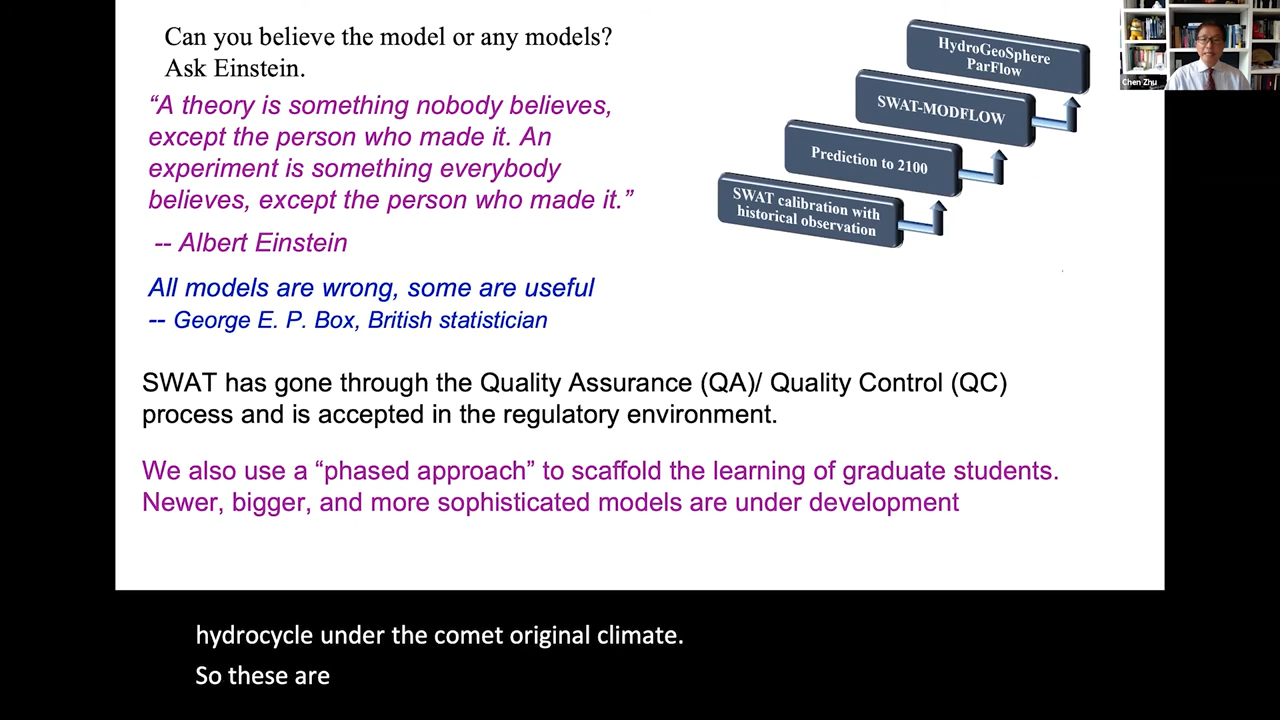 Can you believe the model or any models?
Ask Einstein.
“A theory is something nobody believes,
except the person who made it. An
experiment is something everybody
believes, except the person who made it.”
-- Albert Einstein
All models are wrong, some are useful
-- George E. P. Box, British statistician
HydroGeoSphere
ParFlow
SWAT-MODFLOW
Prediction to 2100
SWAT calibration with
historical observation
Chen Zhu
SWAT has gone through the Quality Assurance (QA)/ Quality Control (QC)
process and is accepted in the regulatory environment.
We also use a “phased approach” to scaffold the learning of graduate students.
Newer, bigger, and more sophisticated models are under development
hydrocycle under the comet original climate.
So these are